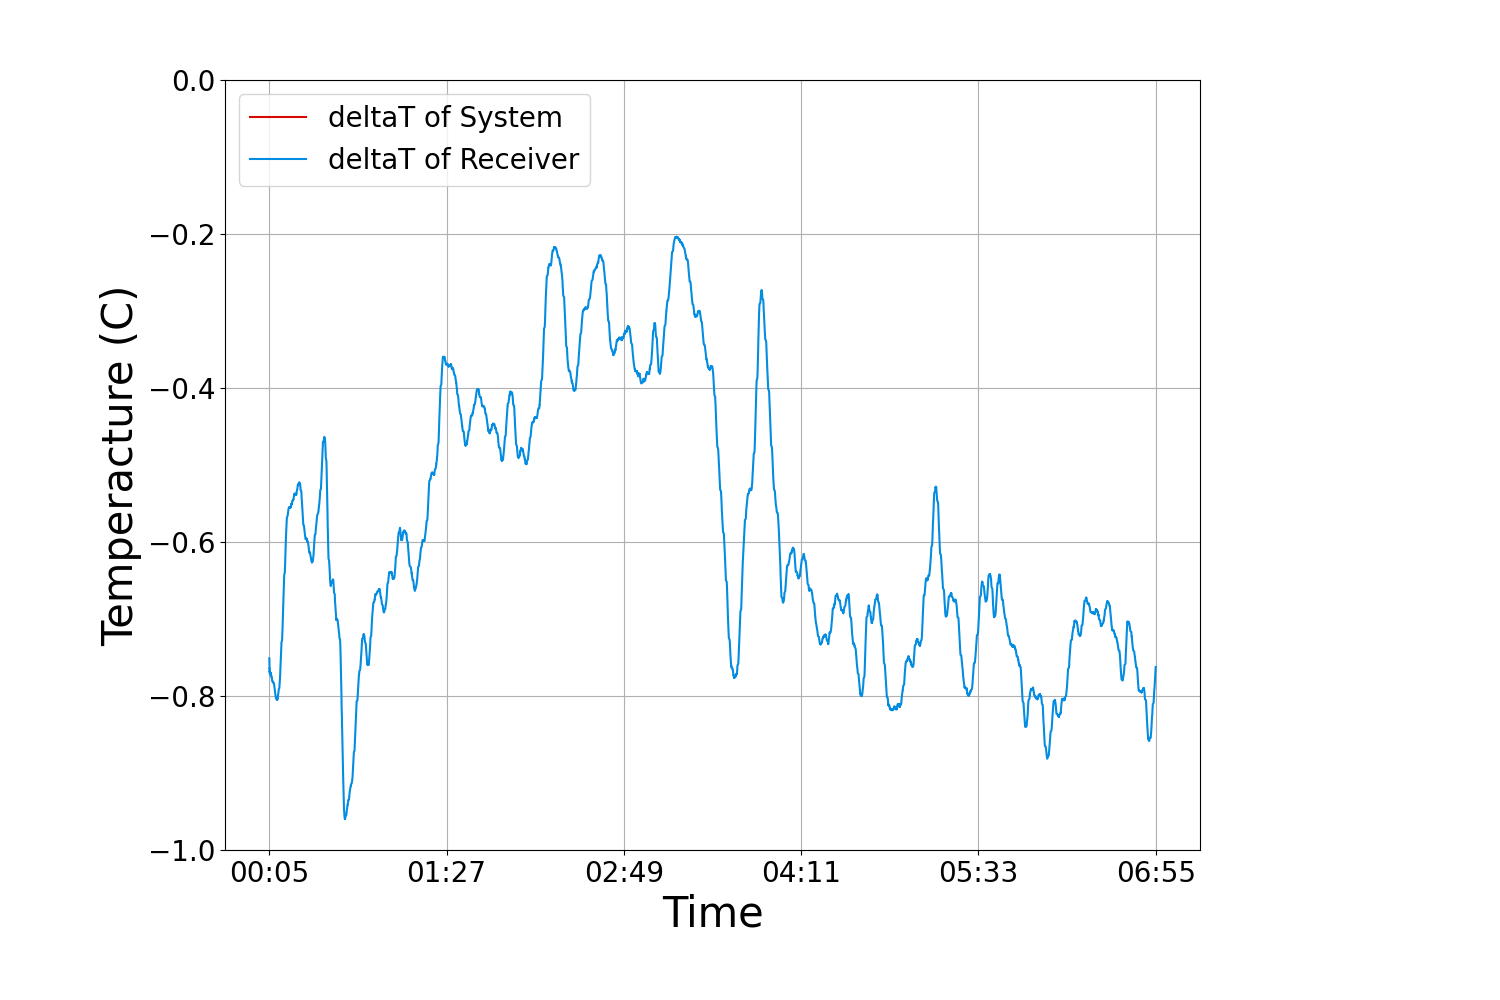 deltaT of System
deltaT of Receiver
0.0
−0.2
−0.4
−0.6
−0.8
−1.0
Temperacture (C)
00:05 01:27 02:49 04:11 05:33 06:55
Time